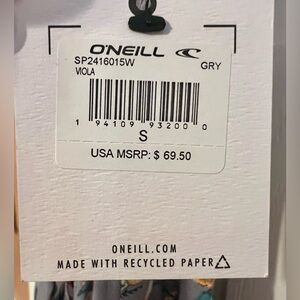 O'NEILL
SP2416015W GRY
VIOLA
1 94109 93200 0
S
USA MSRP: $ 69.50
ONEILL.COM
MADE WITH RECYCLED PAPER